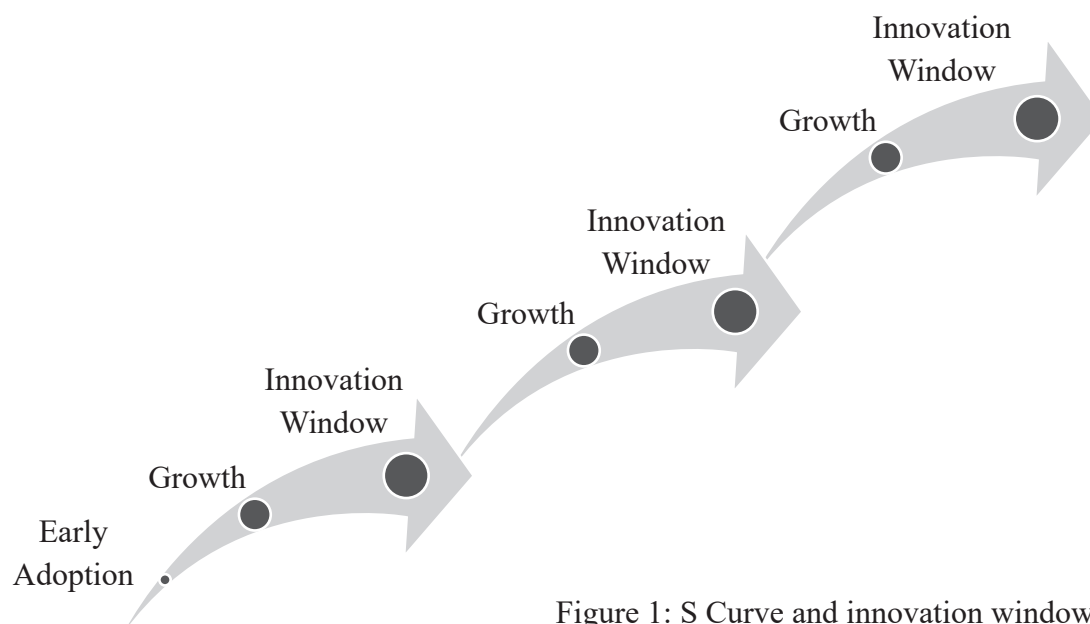 Innovation
Window
Growth
Innovation
Window
Growth
Innovation
Window
Growth
Early
Adoption
Figure 1: S Curve and innovation window